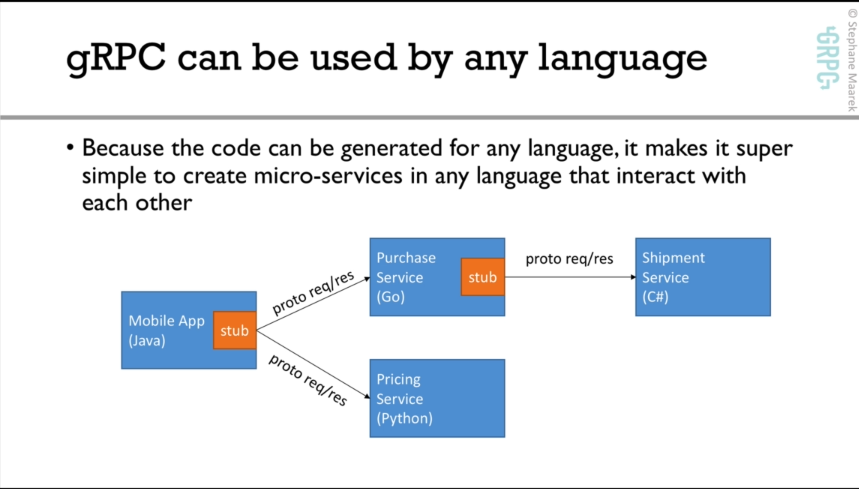 gRPC can be used by any language
© Stephane Maarek
GRPC
• Because the code can be generated for any language, it makes it super
simple to create micro-services in any language that interact with
each other
Mobile App
(Java)
stub
proto req/res
proto req/res
Purchase
Service
(Go)
stub
proto req/res
Shipment
Service
(C#)
Pricing
Service
(Python)